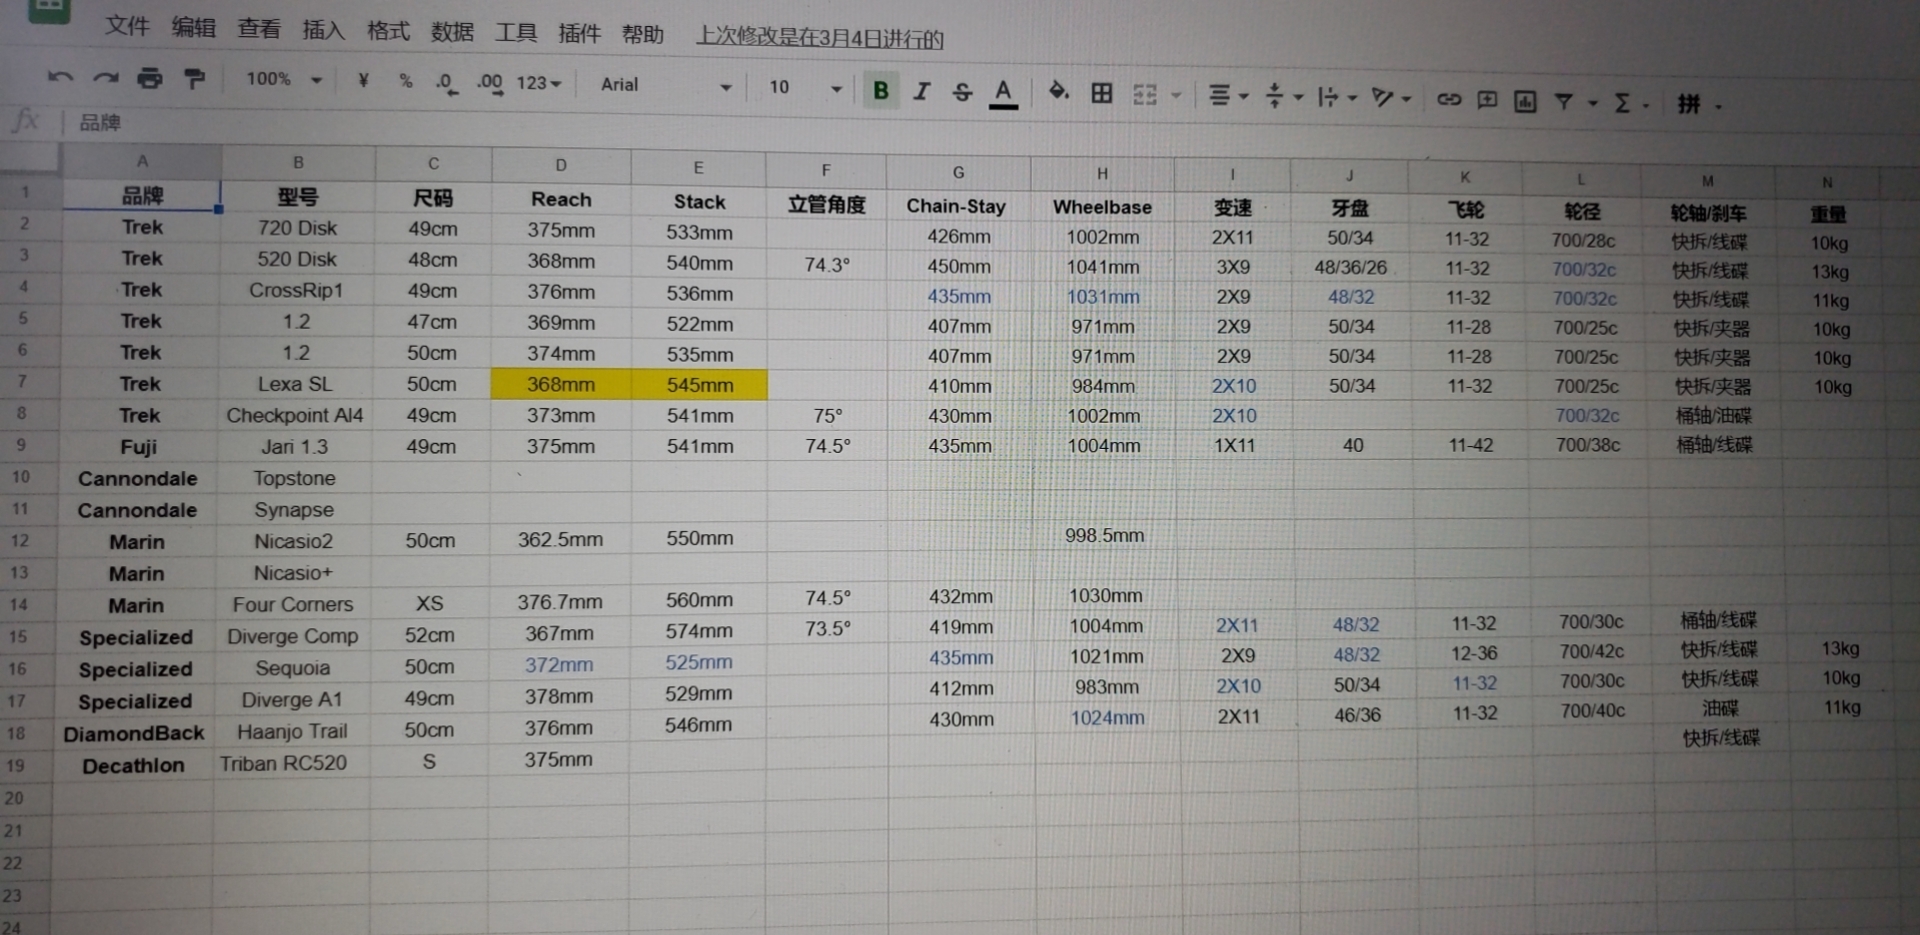 文件 编辑 查看 插入 格式 数据 工具 插件 帮助 上次修改是在3月4日进行的
100% ¥ % .0 .00 123 Arial 10 B I S A Σ 拼
fx 品牌
A B C D E F G H I J K L M N
1 品牌 型号 尺码 Reach Stack 立管角度 Chain-Stay Wheelbase 变速 牙盘 飞轮 轮径 轮轴/刹车 重量
2 Trek 720 Disk 49cm 375mm 533mm 426mm 1002mm 2X11 50/34 11-32 700/28c 快拆/线碟 10kg
3 Trek 520 Disk 48cm 368mm 540mm 74.3° 450mm 1041mm 3X9 48/36/26 11-32 700/32c 快拆/线碟 13kg
4 Trek CrossRip1 49cm 376mm 536mm 435mm 1031mm 2X9 48/32 11-32 700/32c 快拆/线碟 11kg
5 Trek 1.2 47cm 369mm 522mm 407mm 971mm 2X9 50/34 11-28 700/25c 快拆/夹器 10kg
6 Trek 1.2 50cm 374mm 535mm 407mm 971mm 2X9 50/34 11-28 700/25c 快拆/夹器 10kg
7 Trek Lexa SL 50cm 368mm 545mm 410mm 984mm 2X10 50/34 11-32 700/25c 快拆/夹器 10kg
8 Trek Checkpoint Al4 49cm 373mm 541mm 75° 430mm 1002mm 2X10 700/32c 桶轴/油碟
9 Fuji Jari 1.3 49cm 375mm 541mm 74.5° 435mm 1004mm 1X11 40 11-42 700/38c 桶轴/线碟
10 Cannondale Topstone
11 Cannondale Synapse
12 Marin Nicasio2 50cm 362.5mm 550mm 998.5mm
13 Marin Nicasio+
14 Marin Four Corners XS 376.7mm 560mm 74.5° 432mm 1030mm
15 Specialized Diverge Comp 52cm 367mm 574mm 73.5° 419mm 1004mm 2X11 48/32 11-32 700/30c 桶轴/线碟
16 Specialized Sequoia 50cm 372mm 525mm 435mm 1021mm 2X9 48/32 12-36 700/42c 快拆/线碟 13kg
17 Specialized Diverge A1 49cm 378mm 529mm 412mm 983mm 2X10 50/34 11-32 700/30c 快拆/线碟 10kg
18 DiamondBack Haanjo Trail 50cm 376mm 546mm 430mm 1024mm 2X11 46/36 11-32 700/40c 油碟 11kg
19 Decathlon Triban RC520 S 375mm 快拆/线碟
20
21
22
23
24